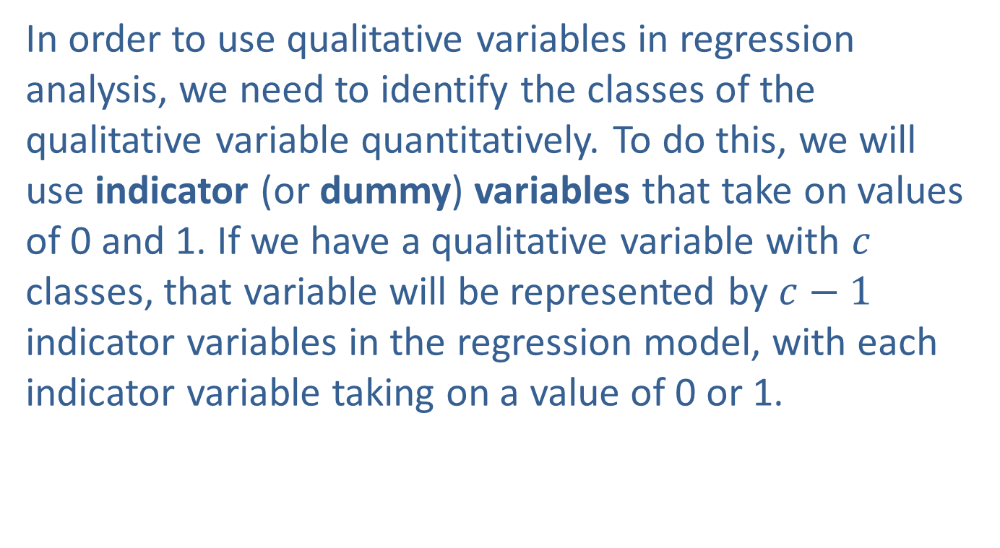 In order to use qualitative variables in regression
analysis, we need to identify the classes of the
qualitative variable quantitatively. To do this, we will
use indicator (or dummy) variables that take on values
of 0 and 1. If we have a qualitative variable with c
classes, that variable will be represented by c − 1
indicator variables in the regression model, with each
indicator variable taking on a value of 0 or 1.